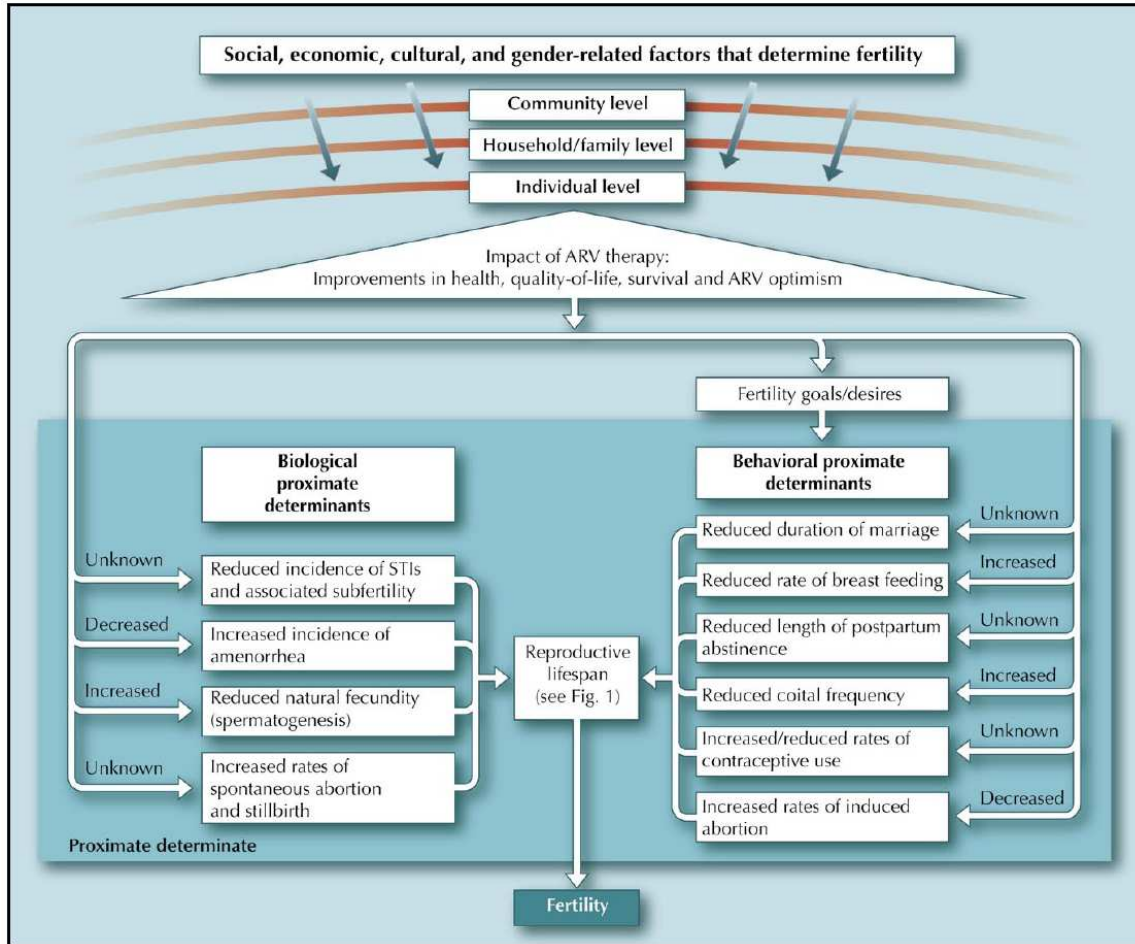 Social, economic, cultural, and gender-related factors that determine fertility
Community level
Household/family level
Individual level
Impact of ARV therapy:
Improvements in health, quality-of-life, survival and ARV optimism
Fertility goals/desires
Biological
proximate
determinants
Behavioral proximate
determinants
Unknown
Reduced incidence of STIs
and associated subfertility
Decreased
Increased incidence of
amenorrhea
Increased
Reduced natural fecundity
(spermatogenesis)
Unknown
Increased rates of
spontaneous abortion
and stillbirth
Reproductive
lifespan
(see Fig. 1)
Reduced duration of marriage
Unknown
Reduced rate of breast feeding
Increased
Reduced length of postpartum
abstinence
Unknown
Reduced coital frequency
Increased
Increased/reduced rates of
contraceptive use
Unknown
Increased rates of induced
abortion
Decreased
Proximate determinate
Fertility